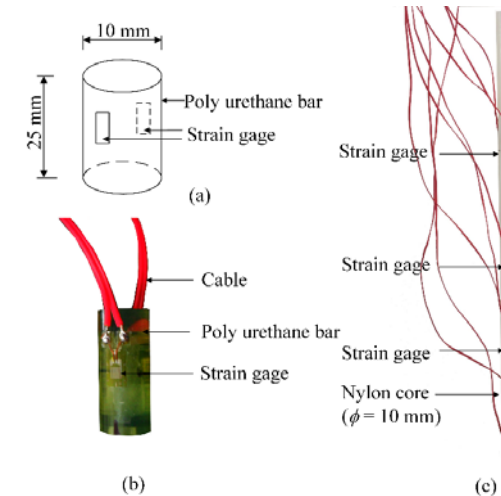 10 mm
25 mm
Poly urethane bar
Strain gage
(a)
Cable
Poly urethane bar
Strain gage
(b)
Strain gage
Strain gage
Strain gage
Nylon core
(ϕ = 10 mm)
(c)